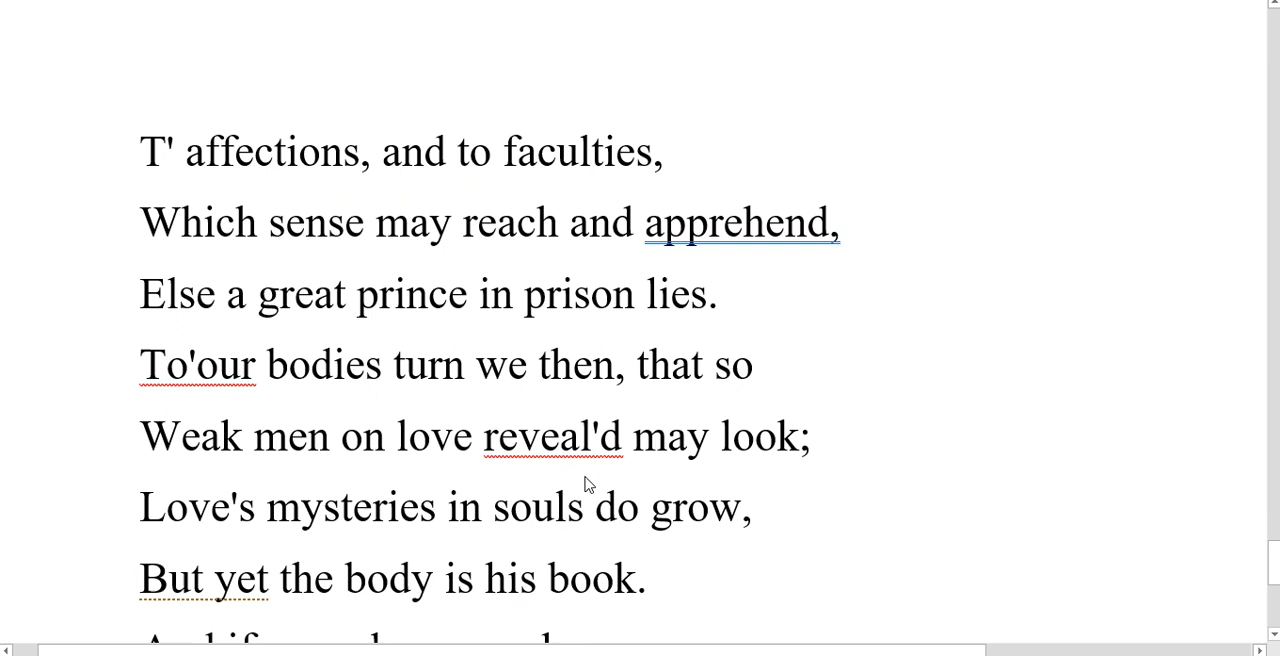 T' affections, and to faculties,
Which sense may reach and apprehend,
Else a great prince in prison lies.
To'our bodies turn we then, that so
Weak men on love reveal'd may look;
Love's mysteries in souls do grow,
But yet the body is his book.